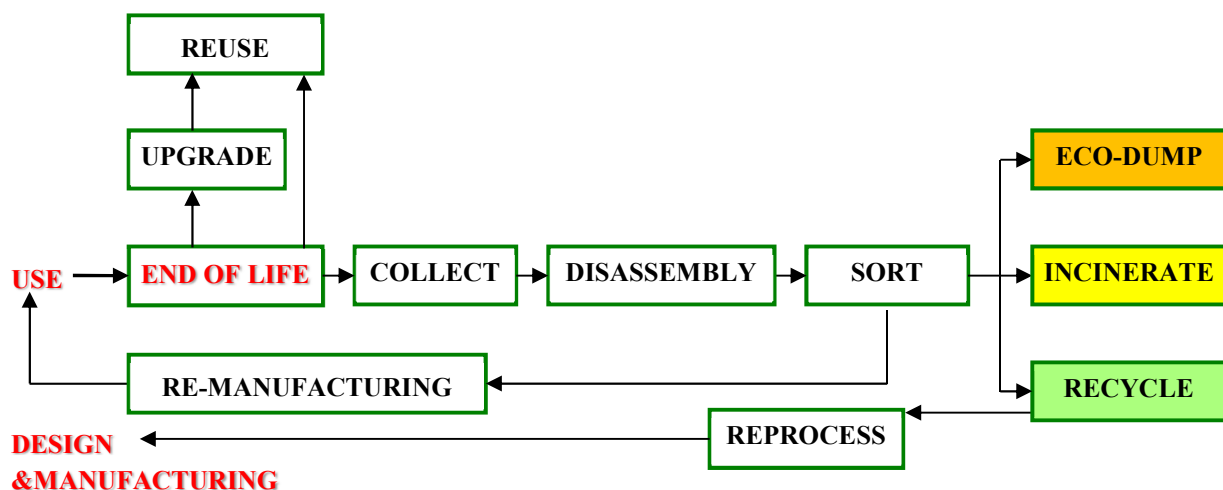 REUSE
UPGRADE
ECO-DUMP
USE
END OF LIFE
COLLECT
DISASSEMBLY
SORT
INCINERATE
RE-MANUFACTURING
RECYCLE
REPROCESS
DESIGN
&MANUFACTURING